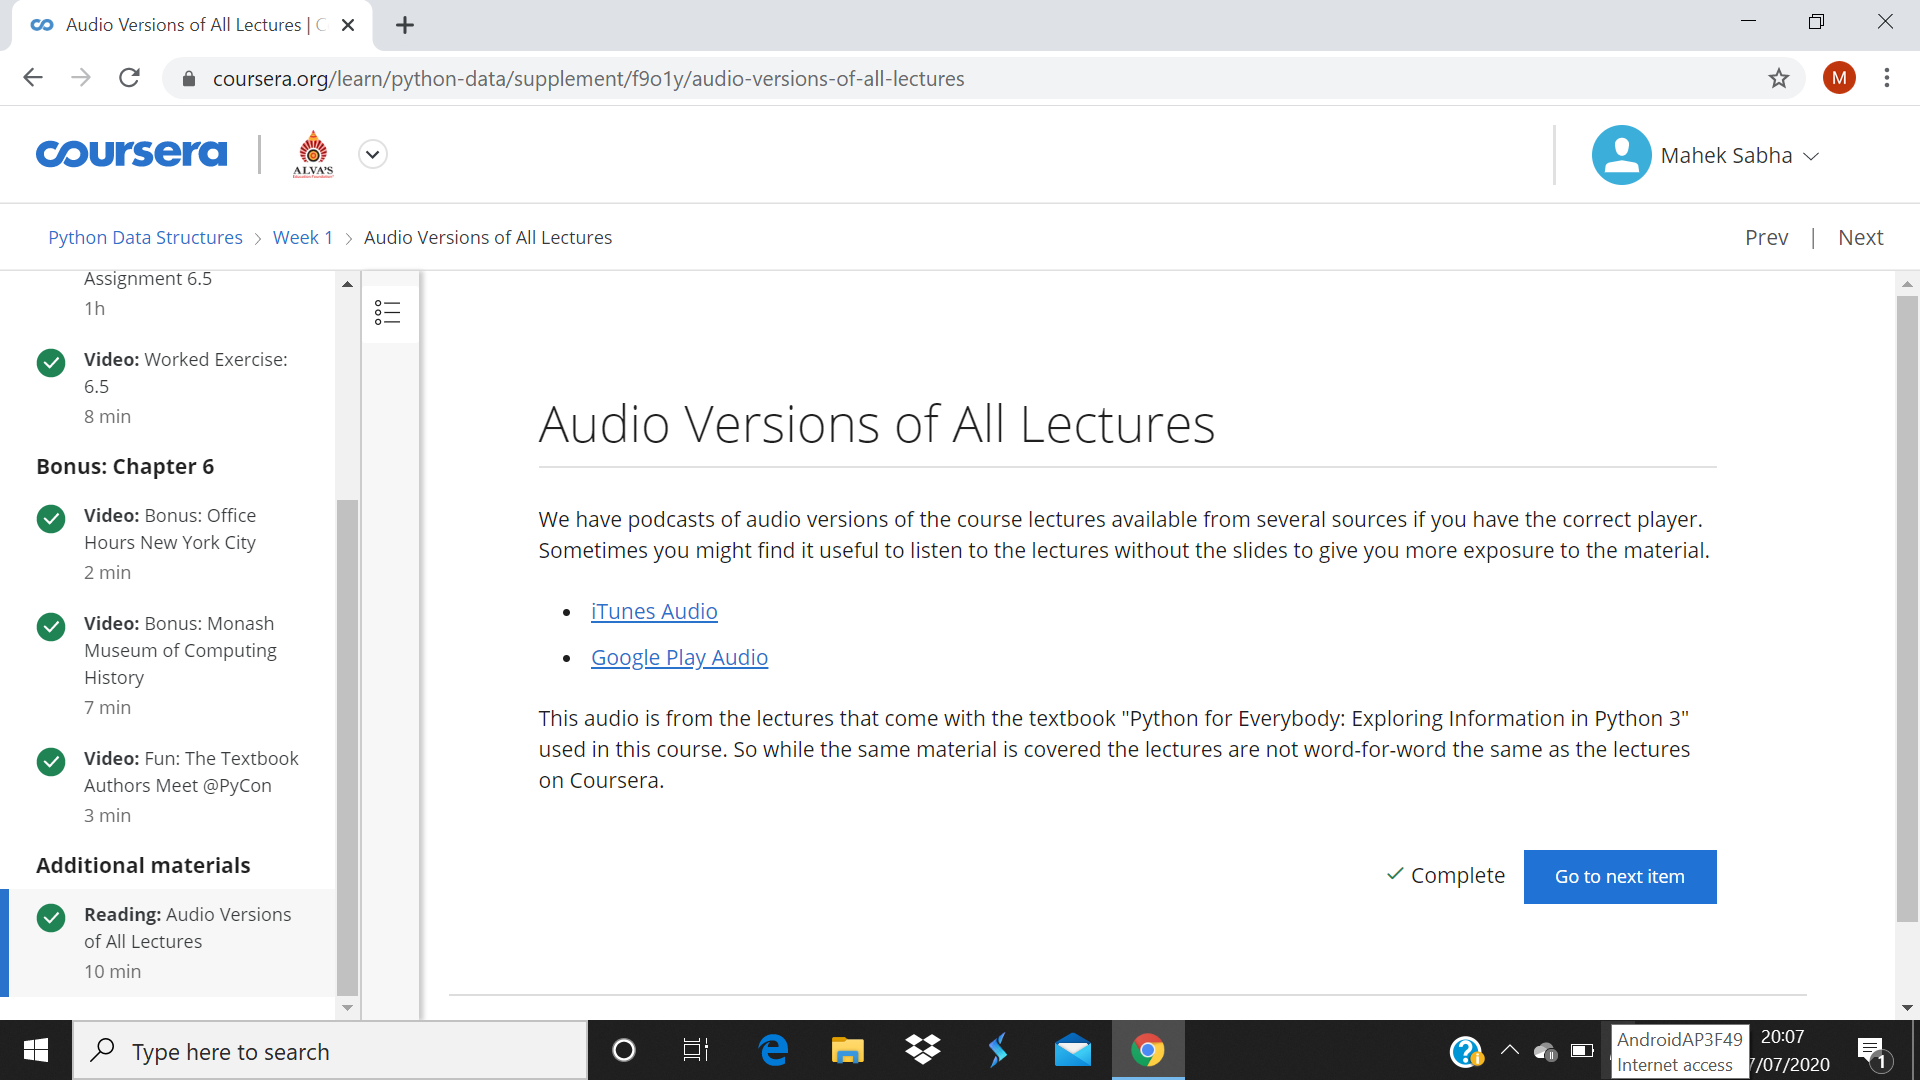 Audio Versions of All Lectures | C
coursera.org/learn/python-data/supplement/f9o1y/audio-versions-of-all-lectures
M
coursera
ALVA'S
Mahek Sabha
Python Data Structures > Week 1 > Audio Versions of All Lectures
Prev | Next
Assignment 6.5
1h
Video: Worked Exercise:
6.5
8 min
Bonus: Chapter 6
Video: Bonus: Office
Hours New York City
2 min
Video: Bonus: Monash
Museum of Computing
History
7 min
Video: Fun: The Textbook
Authors Meet @PyCon
3 min
Additional materials
Reading: Audio Versions
of All Lectures
10 min
Audio Versions of All Lectures
We have podcasts of audio versions of the course lectures available from several sources if you have the correct player.
Sometimes you might find it useful to listen to the lectures without the slides to give you more exposure to the material.
• iTunes Audio
• Google Play Audio
This audio is from the lectures that come with the textbook "Python for Everybody: Exploring Information in Python 3"
used in this course. So while the same material is covered the lectures are not word-for-word the same as the lectures
on Coursera.
Complete
Go to next item
Type here to search
AndroidAP3F49
Internet access
20:07
7/07/2020
1